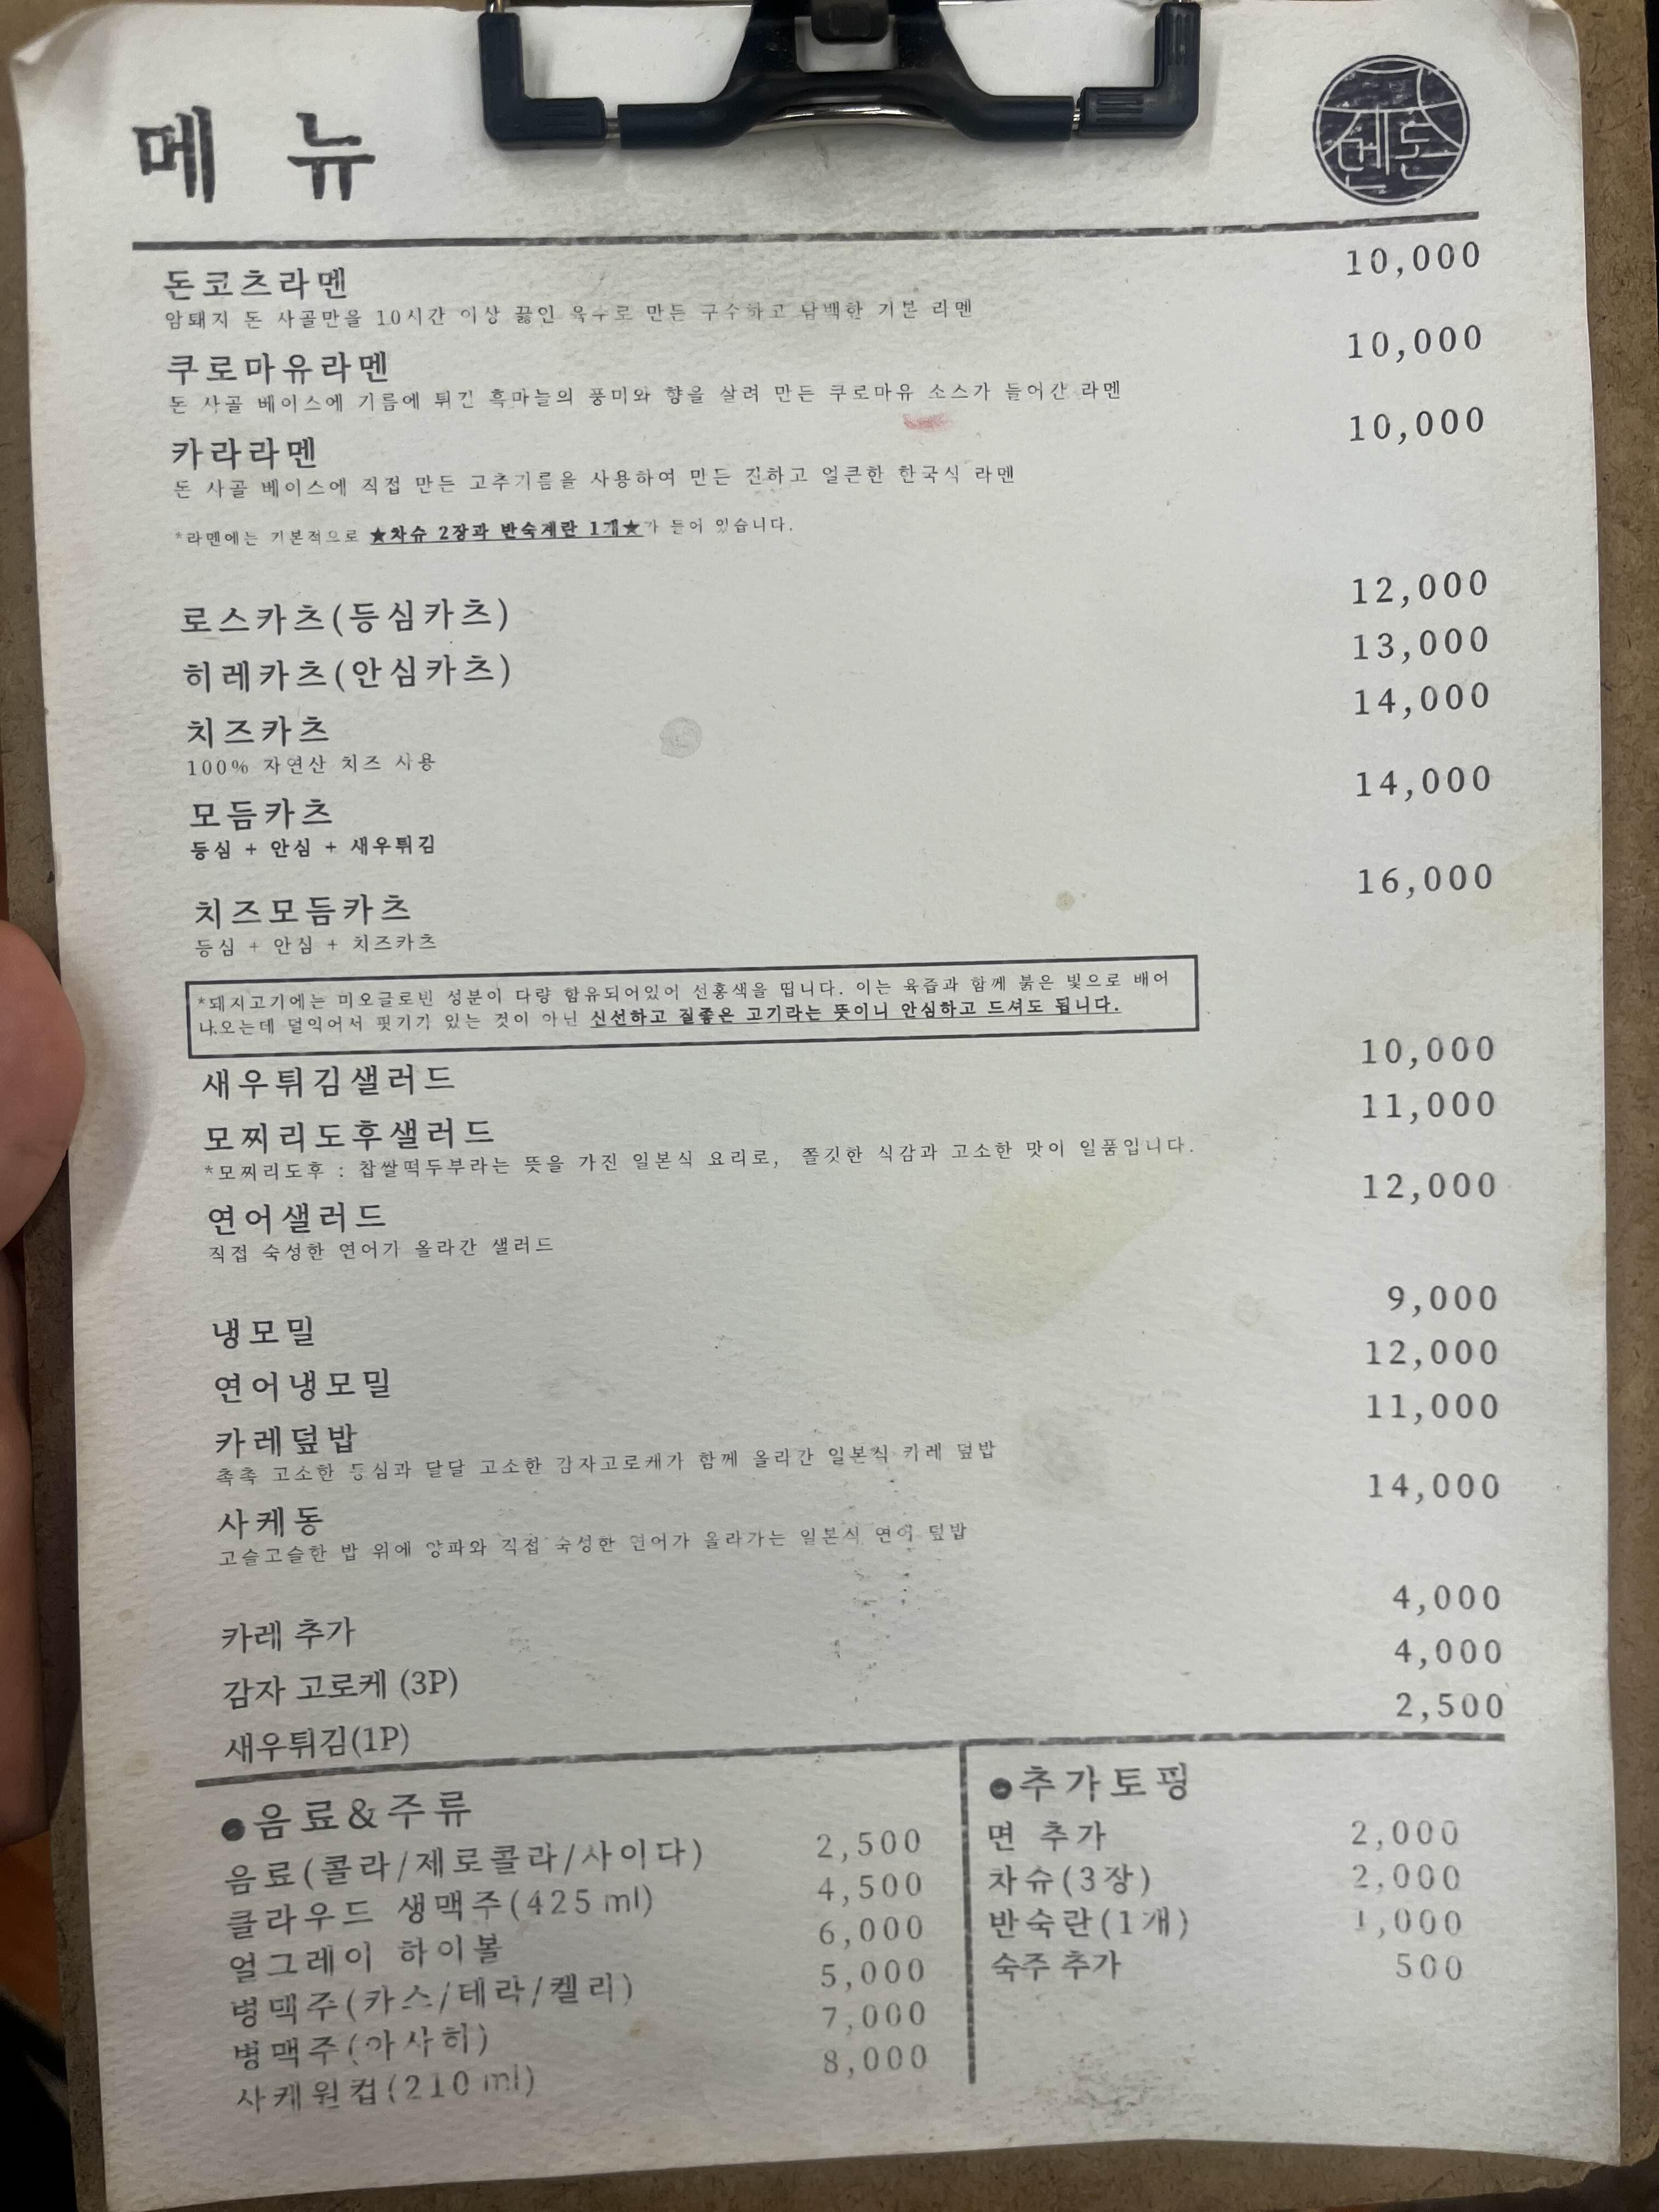 메 뉴
멘돈
돈코츠라멘 10,000
암돼지 돈 사골만을 10시간 이상 끓인 육수로 만든 구수하고 담백한 기본 라멘
쿠로마유라멘 10,000
돈 사골 베이스에 기름에 튀긴 흑마늘의 풍미와 향을 살려 만든 쿠로마유 소스가 들어간 라멘
카라라멘 10,000
돈 사골 베이스에 직접 만든 고추기름을 사용하여 만든 진하고 얼큰한 한국식 라멘
*라멘에는 기본적으로 ★차슈 2장과 반숙계란 1개★가 들어 있습니다.
로스카츠(등심카츠) 12,000
히레카츠(안심카츠) 13,000
치즈카츠 14,000
100% 자연산 치즈 사용
모듬카츠 14,000
등심 + 안심 + 새우튀김
치즈모듬카츠 16,000
등심 + 안심 + 치즈카츠
*돼지고기에는 미오글로빈 성분이 다량 함유되어있어 선홍색을 띱니다. 이는 육즙과 함께 붉은 빛으로 배어
나오는데 덜익어서 핏기가 있는 것이 아닌 신선하고 질좋은 고기라는 뜻이니 안심하고 드셔도 됩니다.
새우튀김샐러드 10,000
모찌리도후샐러드 11,000
*모찌리도후 : 찹쌀떡두부라는 뜻을 가진 일본식 요리로, 쫄깃한 식감과 고소한 맛이 일품입니다.
연어샐러드 12,000
직접 숙성한 연어가 올라간 샐러드
냉모밀 9,000
연어냉모밀 12,000
카레덮밥 11,000
촉촉 고소한 등심과 달달 고소한 감자고로케가 함께 올라간 일본식 카레 덮밥
사케동 14,000
고슬고슬한 밥 위에 양파와 직접 숙성한 연어가 올라가는 일본식 연어 덮밥
카레 추가 4,000
감자 고로케 (3P) 4,000
새우튀김(1P) 2,500
●음료&주류
음료(콜라/제로콜라/사이다) 2,500
클라우드 생맥주(425 ml) 4,500
얼그레이 하이볼 6,000
병맥주(카스/테라/켈리) 5,000
병맥주(아사히) 7,000
사케원컵(210 ml) 8,000
●추가토핑
면 추가 2,000
차슈(3장) 2,000
반숙란(1개) 1,000
숙주 추가 500